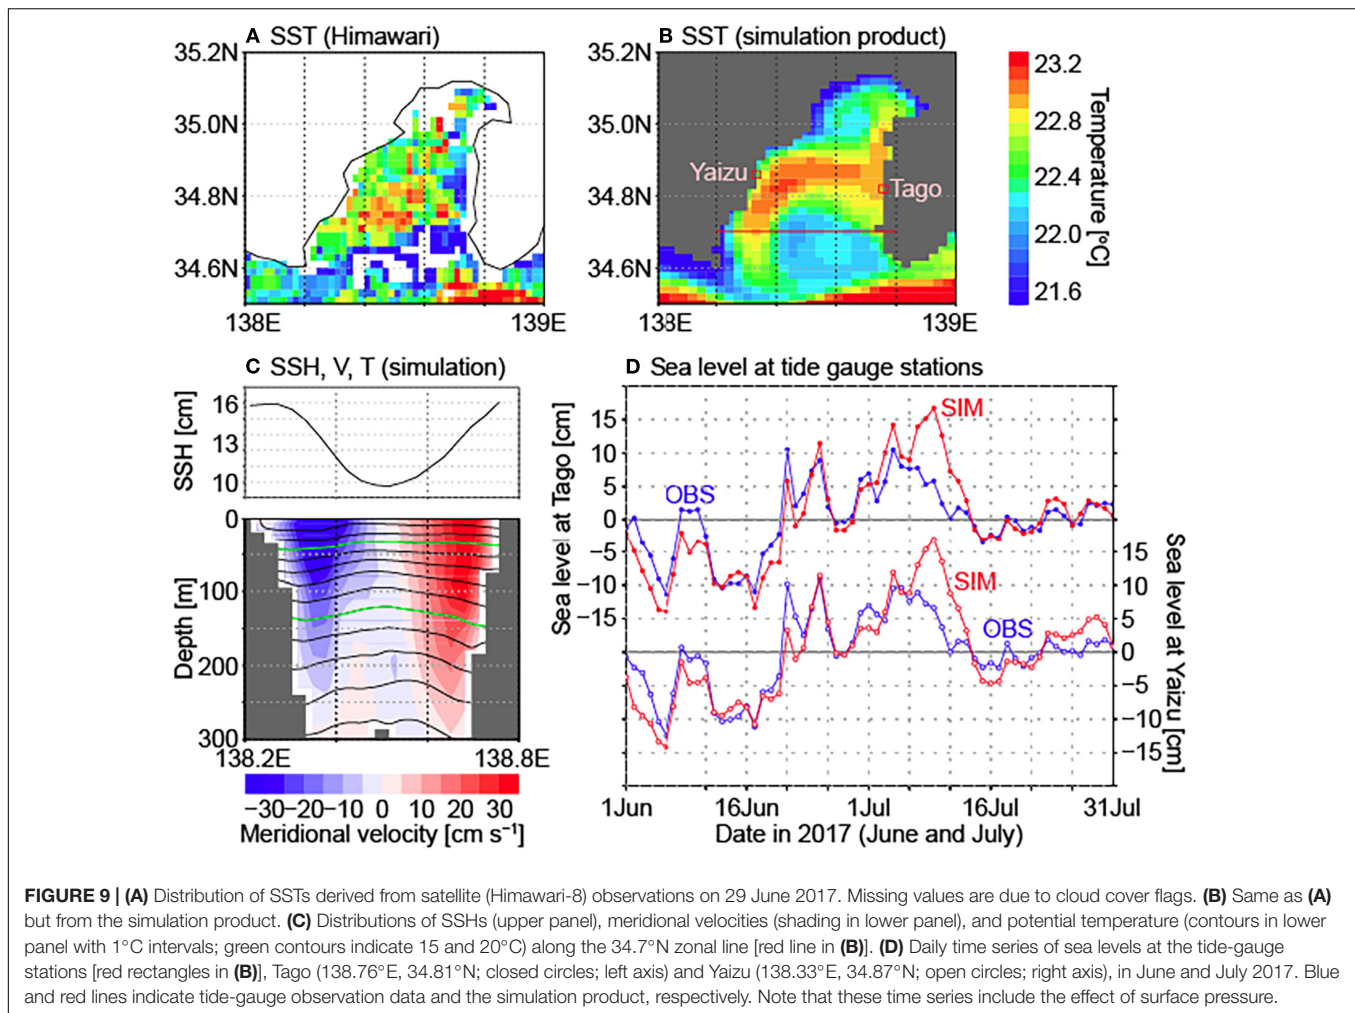 A SST (Himawari)
35.2N
35.0N
34.8N
34.6N
138E
139E
B SST (simulation product)
35.2N
35.0N
34.8N
34.6N
Yaizu
Tago
138E
139E
23.2
22.8
22.4
22.0
21.6
Temperature [°C]
C SSH, V, T (simulation)
SSH [cm]
16
13
10
Depth [m]
0
100
200
300
138.2E
138.8E
−30−20−10 0 10 20 30
Meridional velocity [cm s⁻¹]
D Sea level at tide gauge stations
Sea level at Tago [cm]
15
10
5
0
−5
−10
−15
SIM
OBS
SIM
OBS
15
10
5
0
−5
−10
−15
Sea level at Yaizu [cm]
1Jun 16Jun 1Jul 16Jul 31Jul
Date in 2017 (June and July)
FIGURE 9 | (A) Distribution of SSTs derived from satellite (Himawari-8) observations on 29 June 2017. Missing values are due to cloud cover flags. (B) Same as (A)
but from the simulation product. (C) Distributions of SSHs (upper panel), meridional velocities (shading in lower panel), and potential temperature (contours in lower
panel with 1°C intervals; green contours indicate 15 and 20°C) along the 34.7°N zonal line [red line in (B)]. (D) Daily time series of sea levels at the tide-gauge
stations [red rectangles in (B)], Tago (138.76°E, 34.81°N; closed circles; left axis) and Yaizu (138.33°E, 34.87°N; open circles; right axis), in June and July 2017. Blue
and red lines indicate tide-gauge observation data and the simulation product, respectively. Note that these time series include the effect of surface pressure.